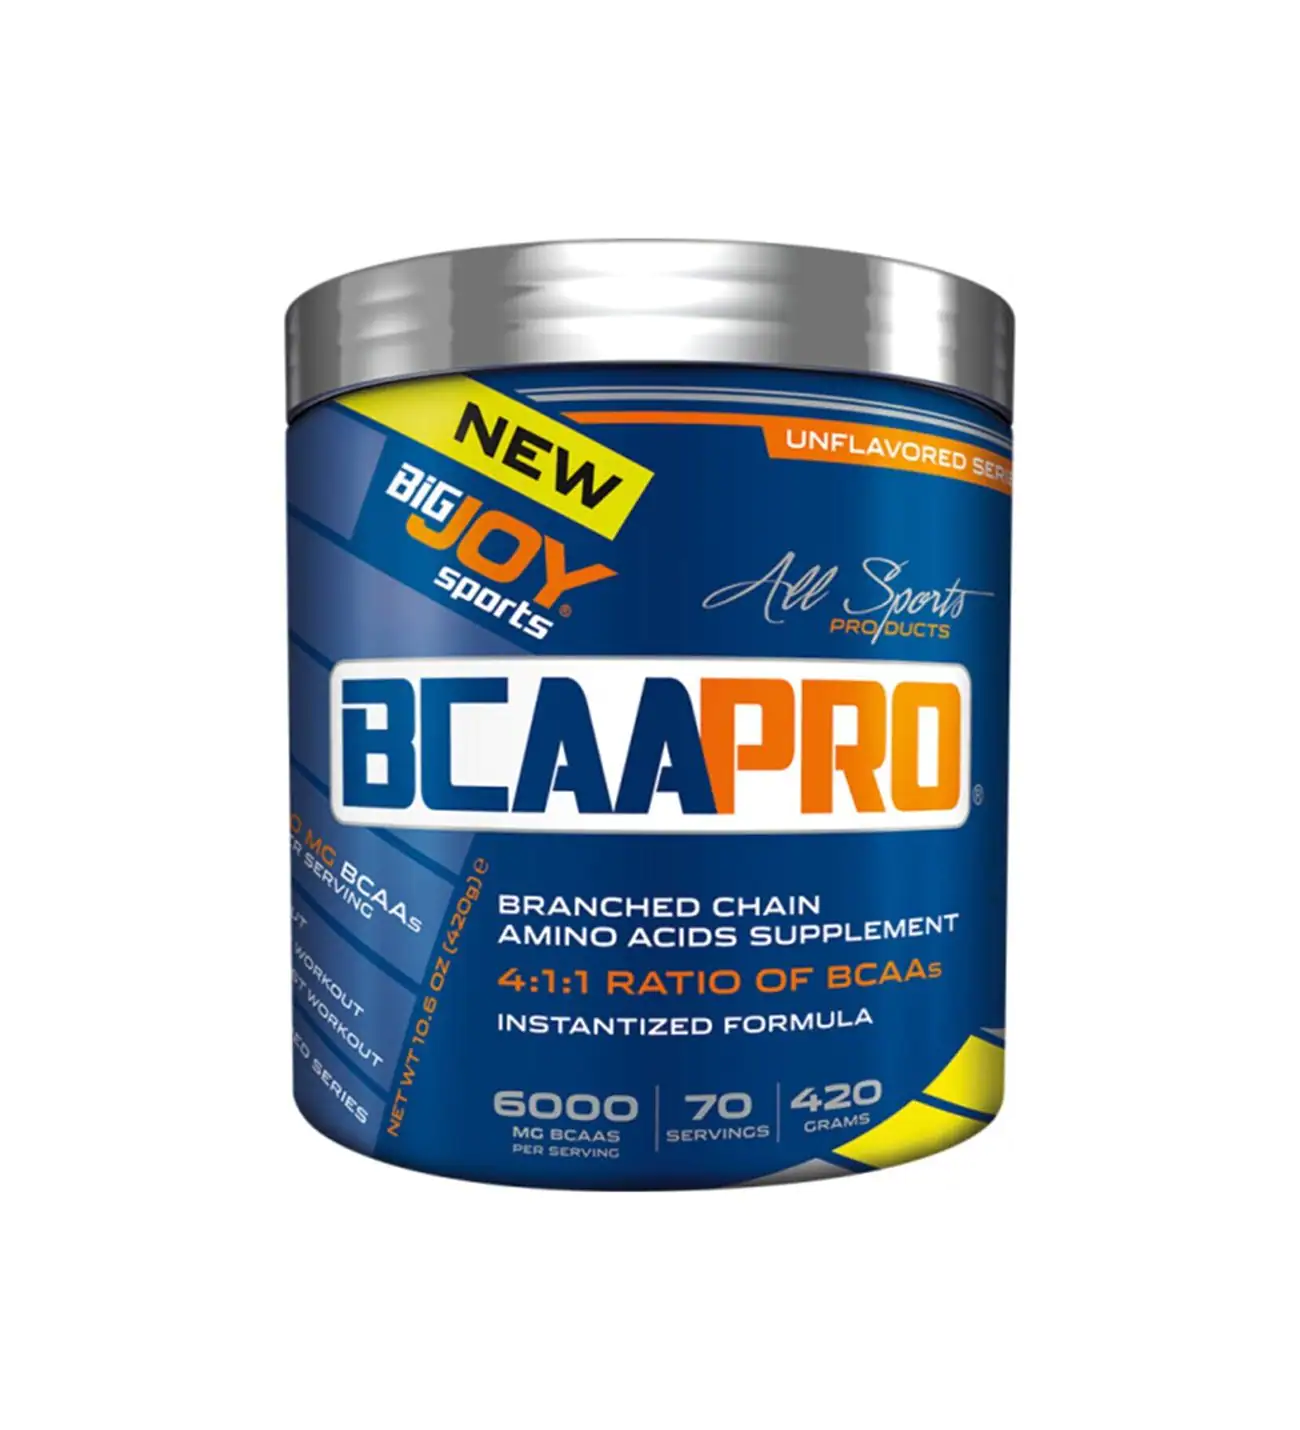 NEW
BiG
JOY®
sports
UNFLAVORED
All Sports
PRODUCTS
BCAAPRO®
MG BCAAs
SERVING
WORKOUT
WORKOUT
SERIES
NET WT 10.6 OZ (420g) e
BRANCHED CHAIN
AMINO ACIDS SUPPLEMENT
4:1:1 RATIO OF BCAAs
INSTANTIZED FORMULA
6000
MG BCAAS
PER SERVING
70
SERVINGS
420
GRAMS